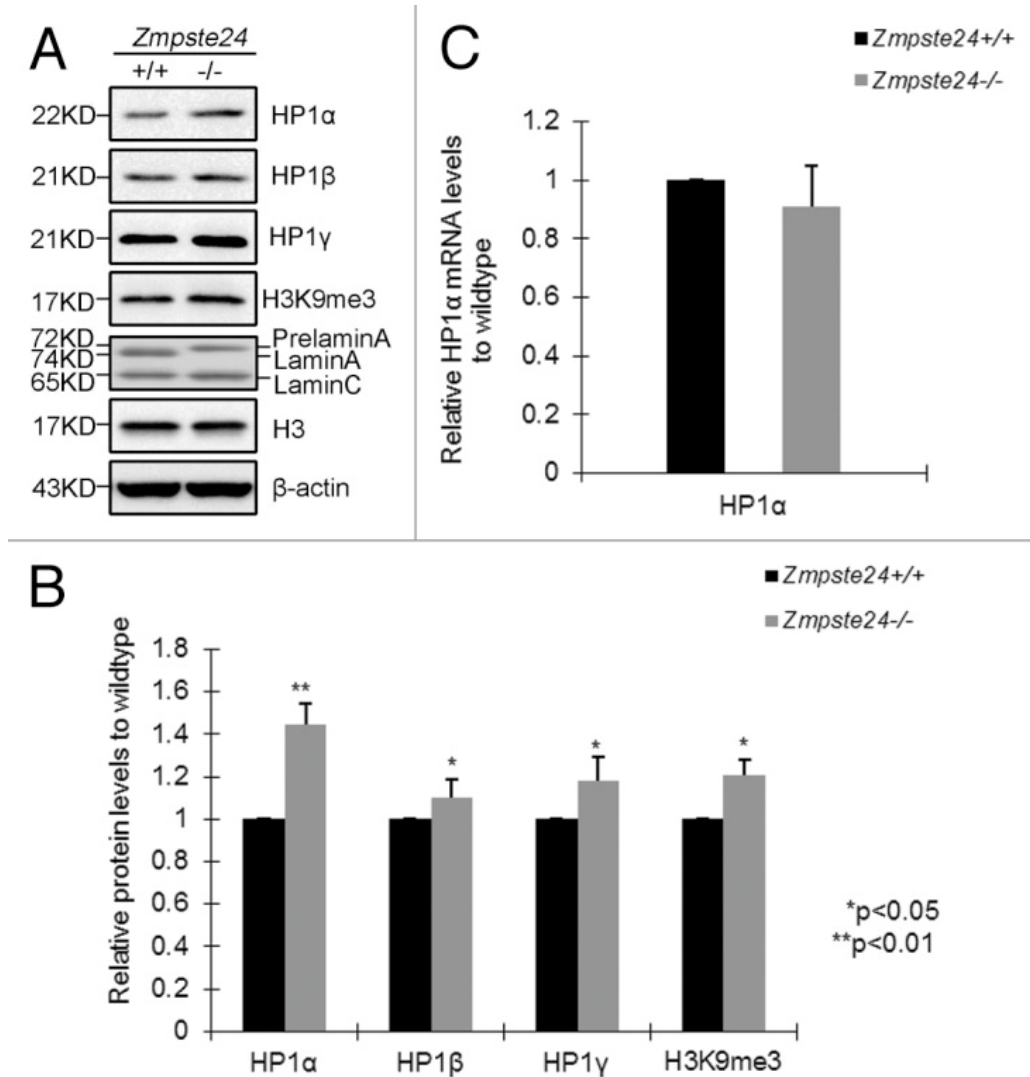 A
Zmpste24
+/+ -/-
22KD HP1α
21KD HP1β
21KD HP1γ
17KD H3K9me3
72KD PrelaminA
74KD LaminA
65KD LaminC
17KD H3
43KD β-actin
C
Zmpste24+/+
Zmpste24-/-
Relative HP1α mRNA levels
to wildtype
1.2
1
0.8
0.6
0.4
0.2
0
HP1α
B
Zmpste24+/+
Zmpste24-/-
Relative protein levels to wildtype
1.8
1.6
1.4
1.2
1
0.8
0.6
0.4
0.2
0
** * * *
HP1α HP1β HP1γ H3K9me3
*p<0.05
**p<0.01